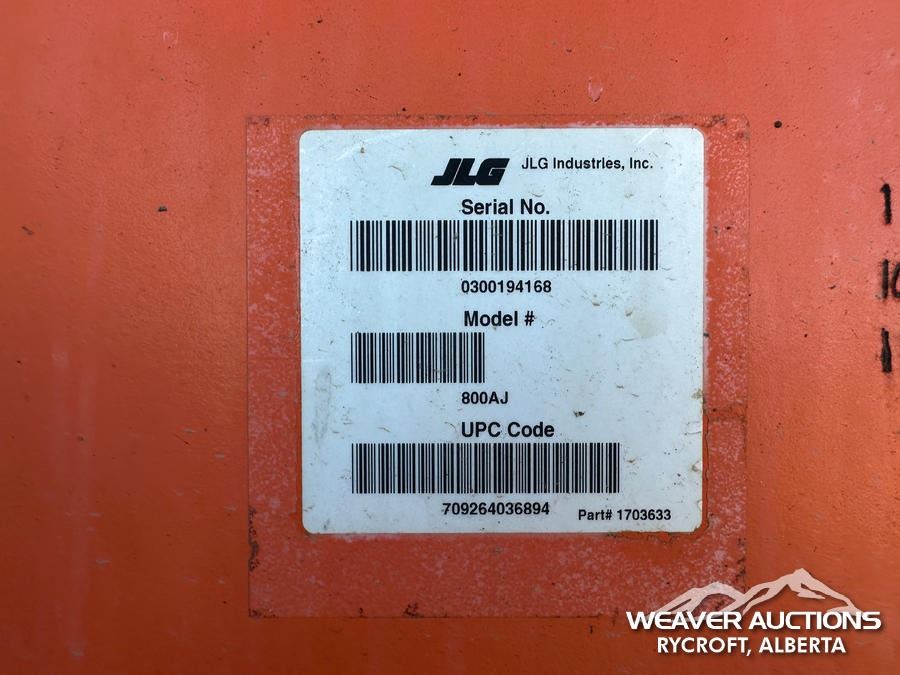 JLG JLG Industries, Inc.
Serial No.
0300194168
Model #
800AJ
UPC Code
709264036894
Part# 1703633
WEAVER AUCTIONS
RYCROFT, ALBERTA